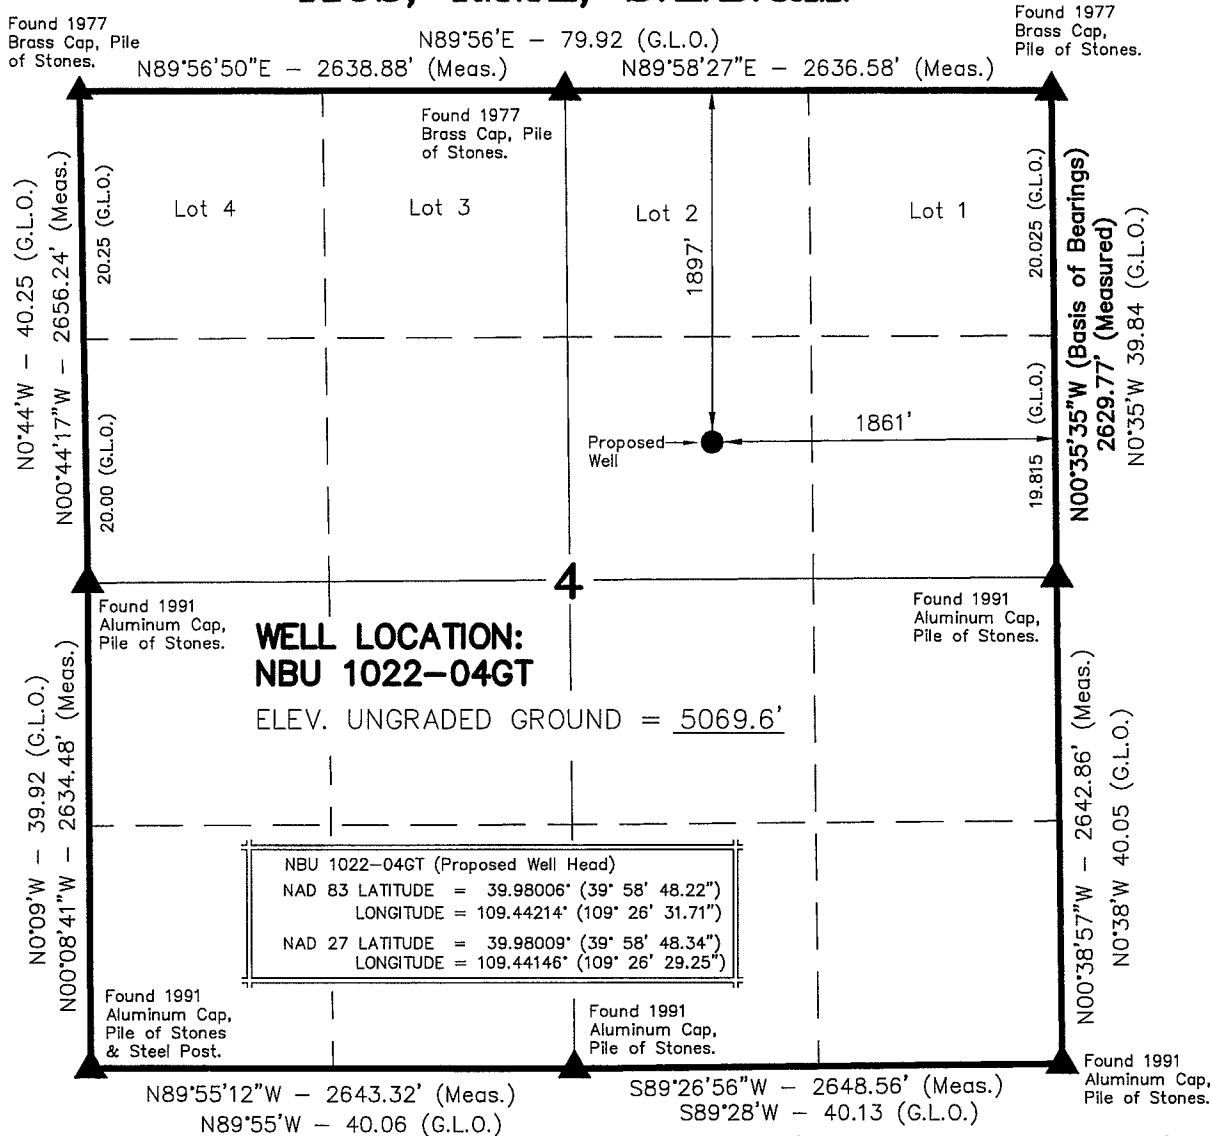 Found 1977
Brass Cap, Pile
of Stones.
N89°56'E – 79.92 (G.L.O.)
N89°56'50"E – 2638.88' (Meas.)
N89°58'27"E – 2636.58' (Meas.)
Found 1977
Brass Cap,
Pile of Stones.
Found 1977
Brass Cap, Pile
of Stones.
Lot 4
Lot 3
Lot 2
Lot 1
N0°44'W – 40.25 (G.L.O.)
N00°44'17"W – 2656.24' (Meas.)
20.25 (G.L.O.)
20.00 (G.L.O.)
1897'
1861'
Proposed
Well
20.025 (G.L.O.)
19.815 (G.L.O.)
N00°35'35"W (Basis of Bearings)
2629.77' (Measured)
N0°35'W 39.84 (G.L.O.)
4
Found 1991
Aluminum Cap,
Pile of Stones.
Found 1991
Aluminum Cap,
Pile of Stones.
WELL LOCATION:
NBU 1022–04GT
ELEV. UNGRADED GROUND = 5069.6'
N0°09'W – 39.92 (G.L.O.)
N00°08'41"W – 2634.48' (Meas.)
N00°38'57"W – 2642.86' (Meas.)
N0°38'W 40.05 (G.L.O.)
NBU 1022–04GT (Proposed Well Head)
NAD 83 LATITUDE = 39.98006° (39° 58' 48.22")
LONGITUDE = 109.44214° (109° 26' 31.71")
NAD 27 LATITUDE = 39.98009° (39° 58' 48.34")
LONGITUDE = 109.44146° (109° 26' 29.25")
Found 1991
Aluminum Cap,
Pile of Stones
& Steel Post.
Found 1991
Aluminum Cap,
Pile of Stones.
Found 1991
Aluminum Cap,
Pile of Stones.
N89°55'12"W – 2643.32' (Meas.)
N89°55'W – 40.06 (G.L.O.)
S89°26'56"W – 2648.56' (Meas.)
S89°28'W – 40.13 (G.L.O.)